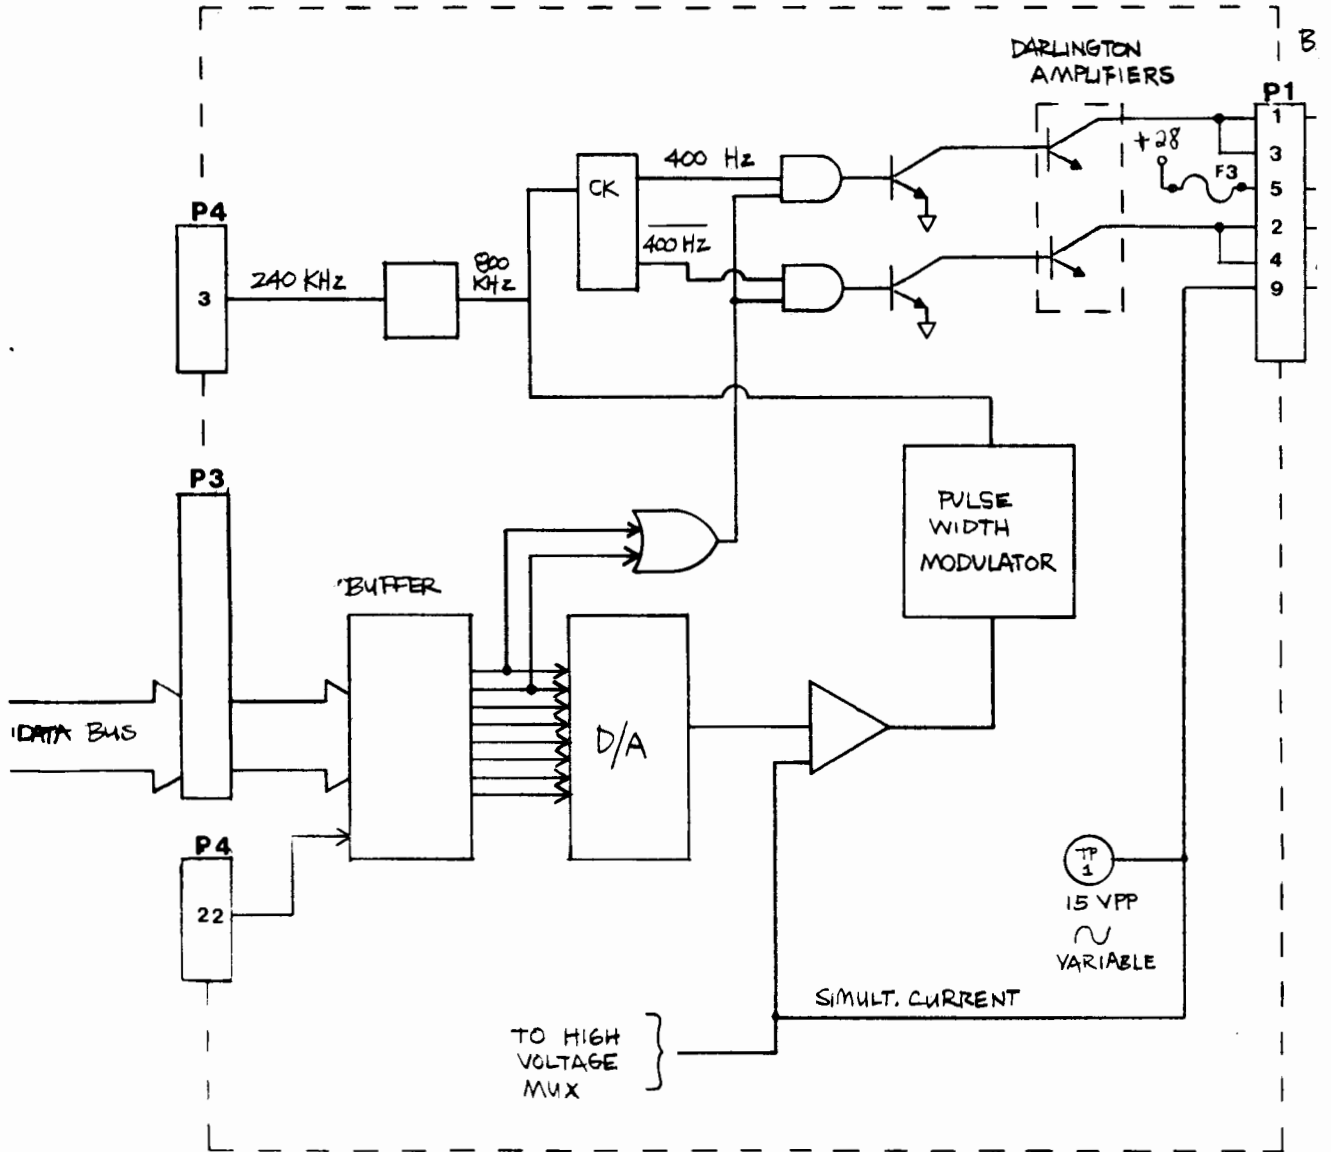 DARLINGTON
AMPLIFIERS
B
P1
1
3
5
2
4
9
+28
F3
400 Hz
CK
400 Hz
P4
3
240 KHz
800
KHz
P3
PULSE
WIDTH
MODULATOR
BUFFER
DATA BUS
D/A
P4
22
TP
1
15 VPP
VARIABLE
SIMULT. CURRENT
TO HIGH
VOLTAGE
MUX